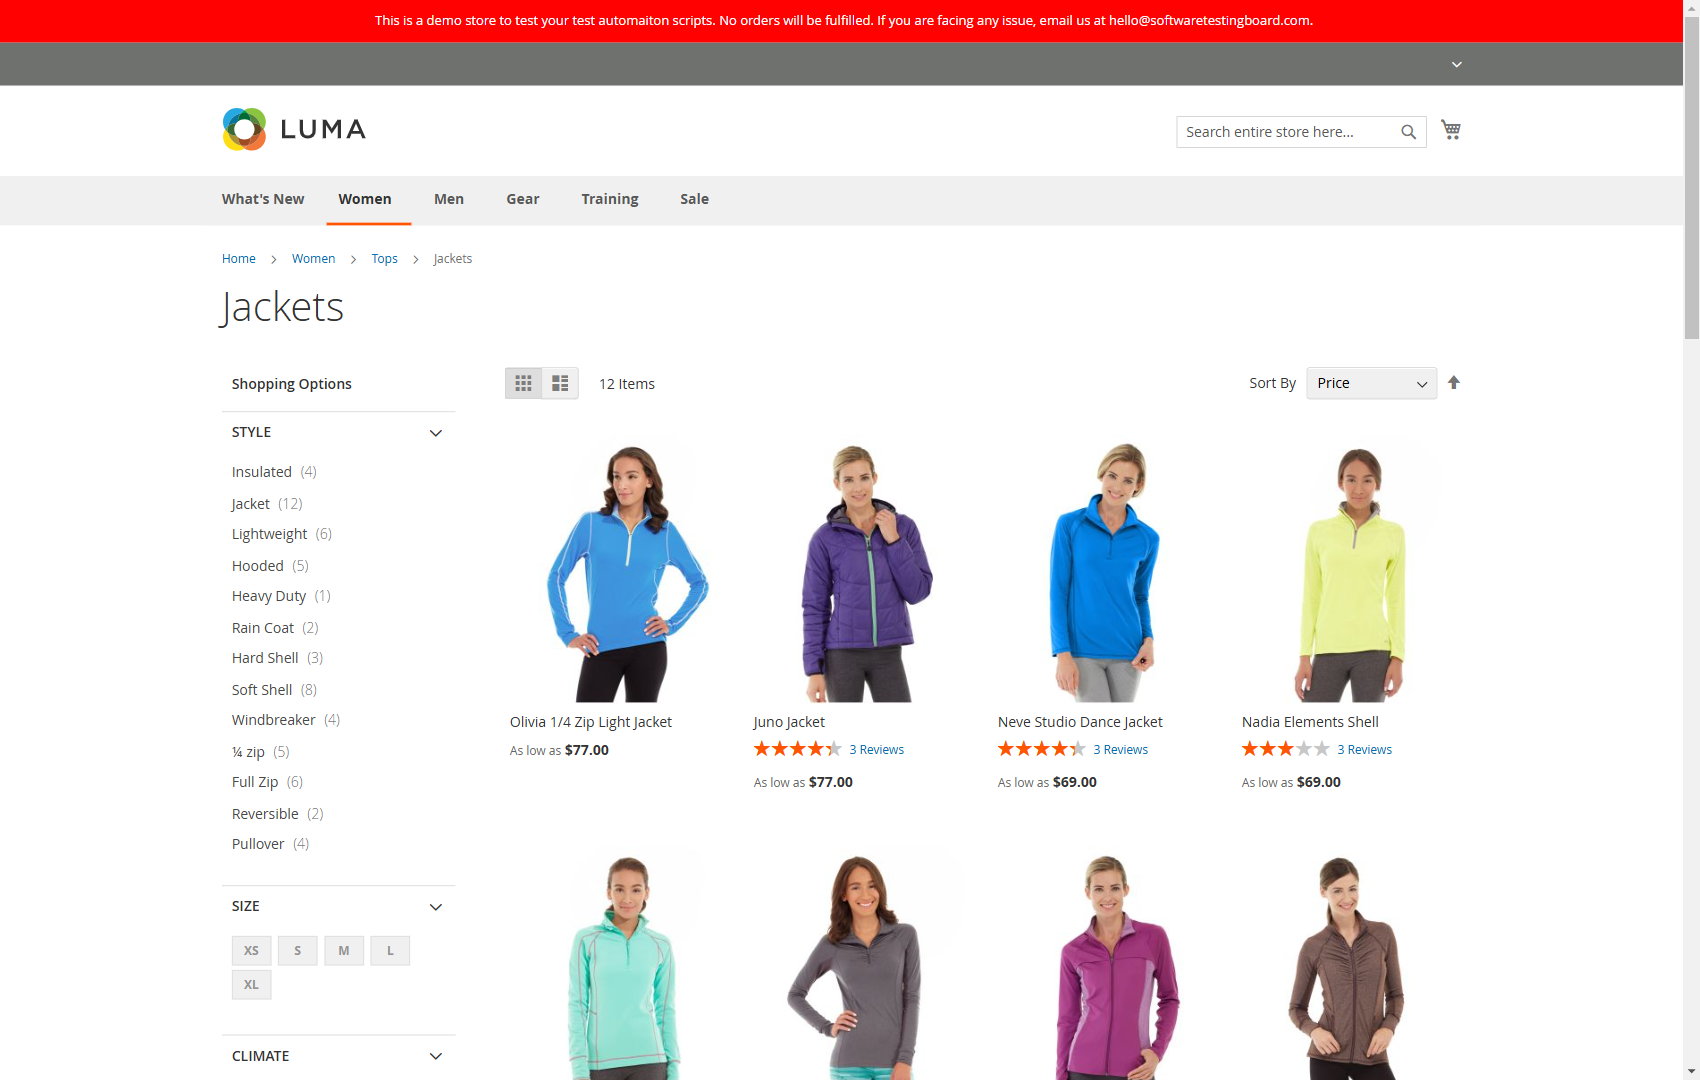 This is a demo store to test your test automaiton scripts. No orders will be fulfilled. If you are facing any issue, email us at hello@softwaretestingboard.com.
LUMA
Search entire store here...
What's New Women Men Gear Training Sale
Home > Women > Tops > Jackets
Jackets
Shopping Options
12 Items
Sort By Price
STYLE
Insulated (4)
Jacket (12)
Lightweight (6)
Hooded (5)
Heavy Duty (1)
Rain Coat (2)
Hard Shell (3)
Soft Shell (8)
Windbreaker (4)
¼ zip (5)
Full Zip (6)
Reversible (2)
Pullover (4)
SIZE
XS S M L
XL
CLIMATE
Olivia 1/4 Zip Light Jacket
As low as $77.00
Juno Jacket
3 Reviews
As low as $77.00
Neve Studio Dance Jacket
3 Reviews
As low as $69.00
Nadia Elements Shell
3 Reviews
As low as $69.00